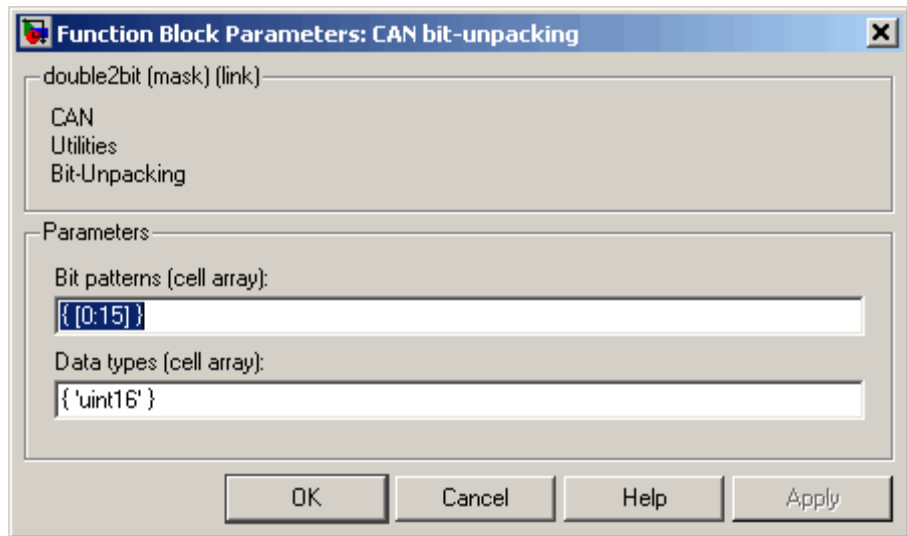 Function Block Parameters: CAN bit-unpacking
double2bit (mask) (link)
CAN
Utilities
Bit-Unpacking
Parameters
Bit patterns (cell array):
{ [0:15] }
Data types (cell array):
{ 'uint16' }
OK Cancel Help Apply